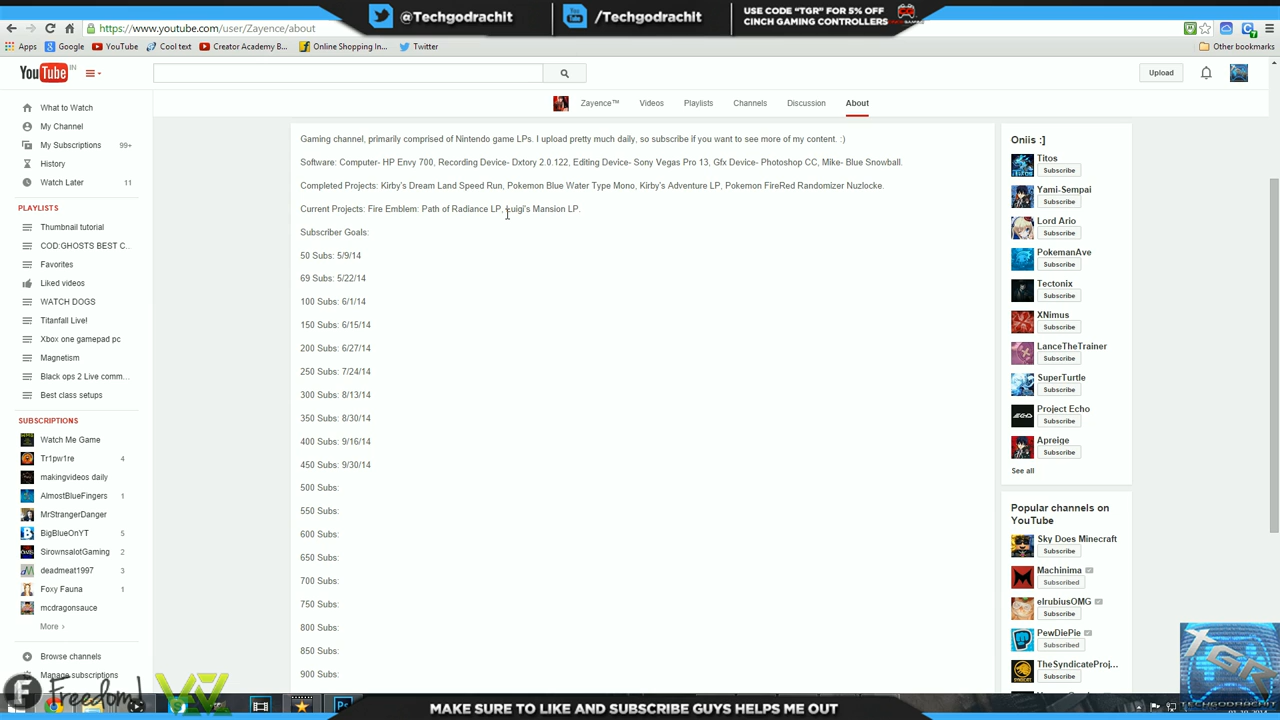 @Techgodrachit
/Techgodrachit
USE CODE "TGR" FOR 5% OFF
CINCH GAMING CONTROLLERS
https://www.youtube.com/user/Zayence/about
Apps
Google
YouTube
Creator Academy B...
Cool text
Online Shopping In...
Twitter
Other bookmarks
YouTube IN
Upload
Zayence™
Videos
Playlists
Channels
Discussion
About
What to Watch
My Channel
My Subscriptions 99+
History
Watch Later 11
PLAYLISTS
Thumbnail tutorial
COD:GHOSTS BEST C...
Favorites
Liked videos
WATCH DOGS
Titanfall Live!
Xbox one gamepad pc
Magnetism
Black ops 2 Live comm...
Best class setups
SUBSCRIPTIONS
Watch Me Game
Tr1pw1re 4
makingvideos daily
AlmostBlueFingers 1
MrStrangerDanger
BigBlueOnYT 5
SirownsalotGaming 2
deadmeat1997 3
Foxy Fauna 1
mcdragonsauce
More ›
Browse channels
Manage subscriptions
Gaming channel, primarily comprised of Nintendo game LPs. I upload pretty much daily, so subscribe if you want to see more of my content. :)
Software: Computer- HP Envy 700, Recording Device- Dxtory 2.0.122, Editing Device- Sony Vegas Pro 13, Gfx Device- Photoshop CC, Mike- Blue Snowball.
Completed Projects: Kirby's Dream Land Speed Run, Pokemon Blue Water Type Mono, Kirby's Adventure LP, Pokemon FireRed Randomizer Nuzlocke.
Current Projects: Fire Emblem: Path of Radiance LP, Luigi's Mansion LP.
Subscriber Goals:
50 Subs: 5/9/14
69 Subs: 5/22/14
100 Subs: 6/1/14
150 Subs: 6/15/14
200 Subs: 6/27/14
250 Subs: 7/24/14
300 Subs: 8/13/14
350 Subs: 8/30/14
400 Subs: 9/16/14
450 Subs: 9/30/14
500 Subs:
550 Subs:
600 Subs:
650 Subs:
700 Subs:
750 Subs:
800 Subs:
850 Subs:
900 Subs:
Oniis :]
Titos
Subscribe
Yami-Sempai
Subscribe
Lord Ario
Subscribe
PokemanAve
Subscribe
Tectonix
Subscribe
XNimus
Subscribe
LanceTheTrainer
Subscribe
SuperTurtle
Subscribe
Project Echo
Subscribe
Apreige
Subscribe
See all
Popular channels on
YouTube
Sky Does Minecraft
Subscribe
Machinima
Subscribed
elrubiusOMG
Subscribe
PewDiePie
Subscribed
TheSyndicateProj...
Subscribe
Freedom!
TGR
TECHGODRACHIT
MAKE SURE TO LIKE AND SUBSCRIBE GUYS HELPS ME OUT